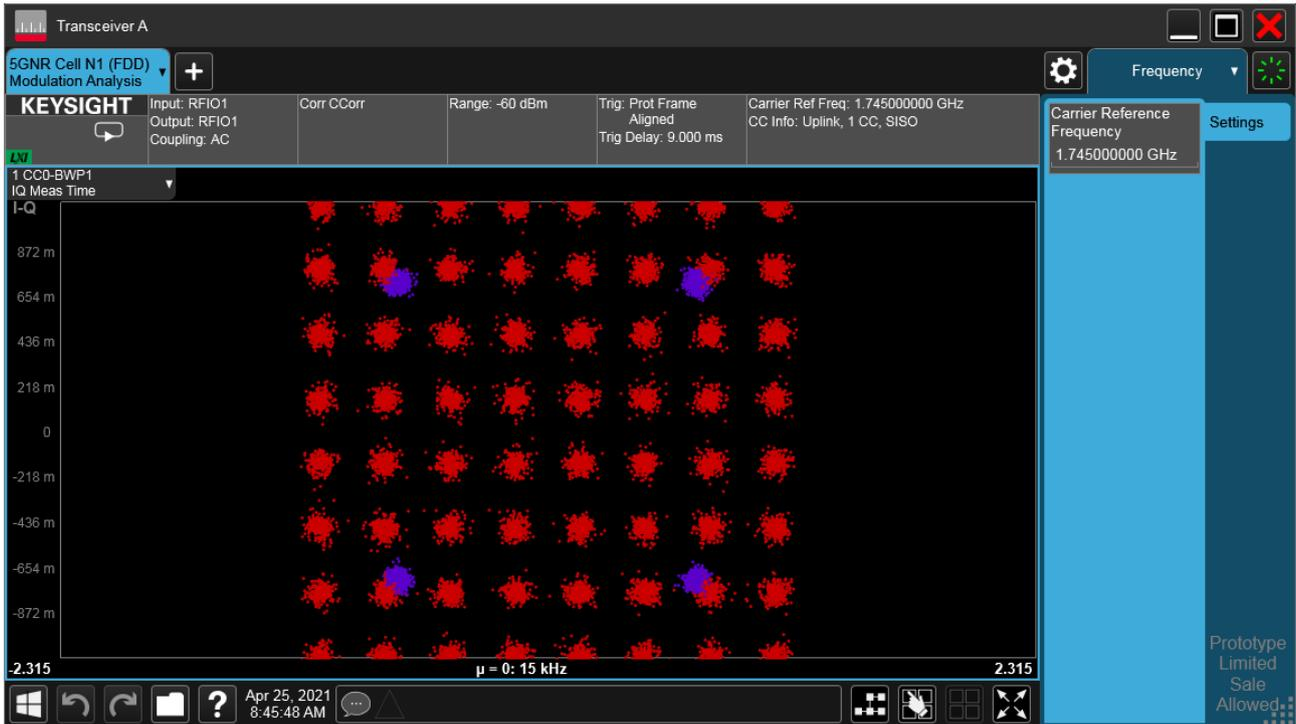 Transceiver A
5GNR Cell N1 (FDD)
Modulation Analysis
Frequency
KEYSIGHT
LXI
Input: RFIO1
Output: RFIO1
Coupling: AC
Corr CCorr
Range: -60 dBm
Trig: Prot Frame
Aligned
Trig Delay: 9.000 ms
Carrier Ref Freq: 1.745000000 GHz
CC Info: Uplink, 1 CC, SISO
Carrier Reference
Frequency
1.745000000 GHz
Settings
1 CC0-BWP1
IQ Meas Time
I-Q
872 m
654 m
436 m
218 m
0
-218 m
-436 m
-654 m
-872 m
-2.315
µ = 0: 15 kHz
2.315
?
Apr 25, 2021
8:45:48 AM
Prototype
Limited
Sale
Allowed